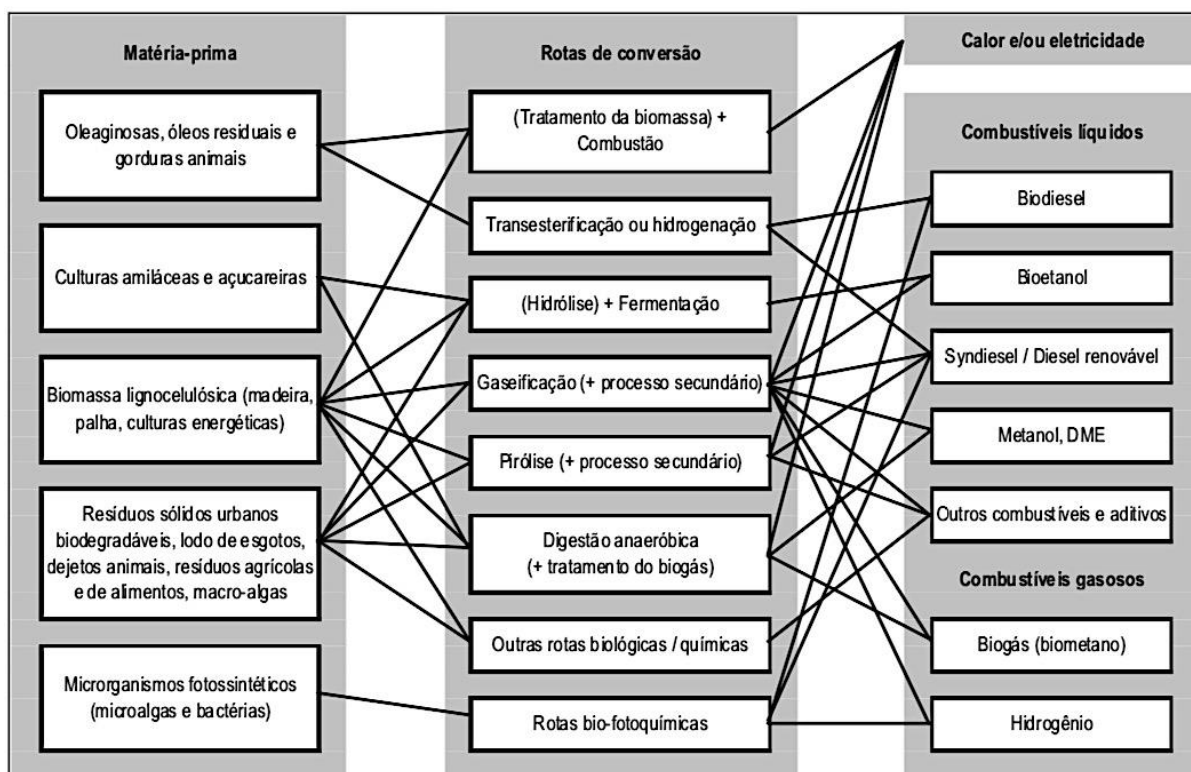 Matéria-prima
Oleaginosas, óleos residuais e
gorduras animais
Culturas amiláceas e açucareiras
Biomassa lignocelulósica (madeira,
palha, culturas energéticas)
Resíduos sólidos urbanos
biodegradáveis, lodo de esgotos,
dejetos animais, resíduos agrícolas
e de alimentos, macro-algas
Microrganismos fotossintéticos
(microalgas e bactérias)
Rotas de conversão
(Tratamento da biomassa) +
Combustão
Transesterificação ou hidrogenação
(Hidrólise) + Fermentação
Gaseificação (+ processo secundário)
Pirólise (+ processo secundário)
Digestão anaeróbica
(+ tratamento do biogás)
Outras rotas biológicas / químicas
Rotas bio-fotoquímicas
Calor e/ou eletricidade
Combustíveis líquidos
Biodiesel
Bioetanol
Syndiesel / Diesel renovável
Metanol, DME
Outros combustíveis e aditivos
Combustíveis gasosos
Biogás (biometano)
Hidrogênio